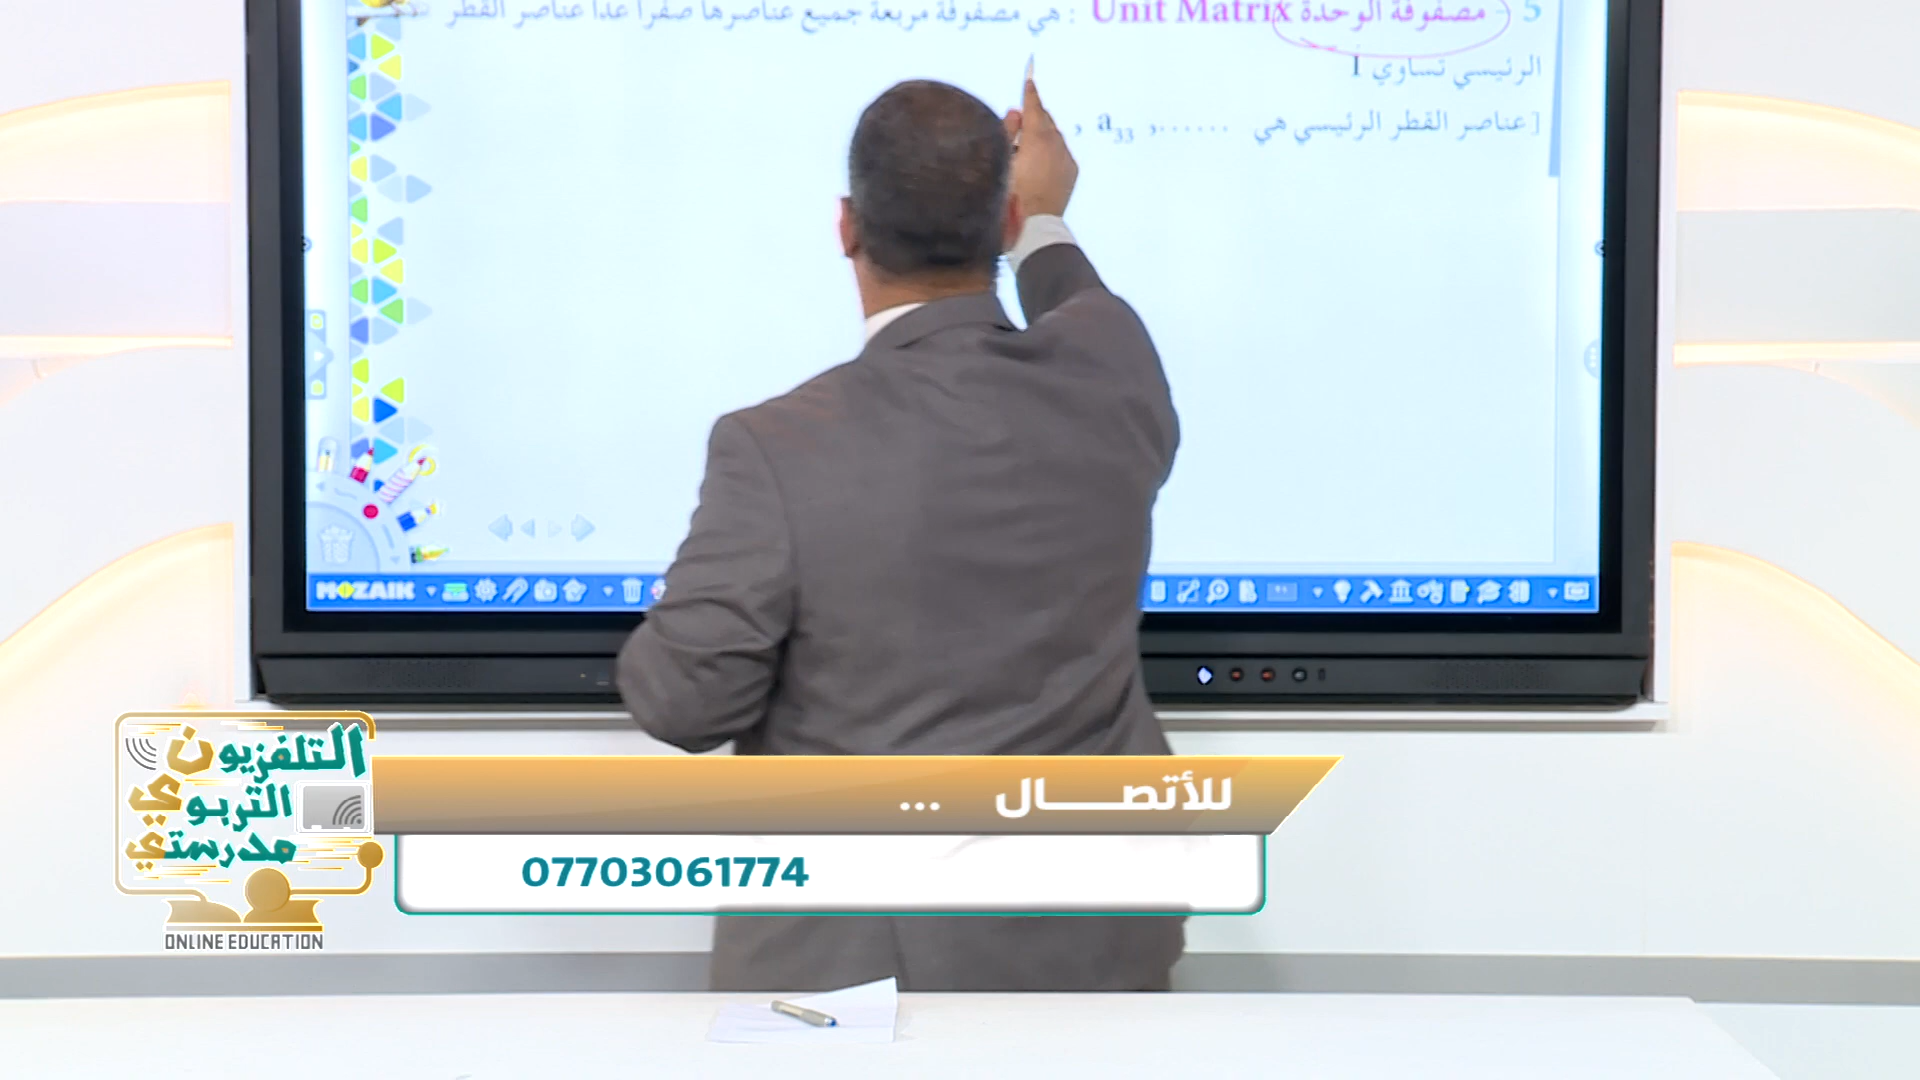 5 - مصفوفة الوحدة Unit Matrix : هي مصفوفة مربعة جميع عناصرها صفرا عدا عناصر القطر
الرئيسي تساوي 1
[عناصر القطر الرئيسي هي ...... , a33 ,
MOZAIK
التلفزيون
التربوي
مدرستي
ONLINE EDUCATION
للأتصـــــال ...
07703061774